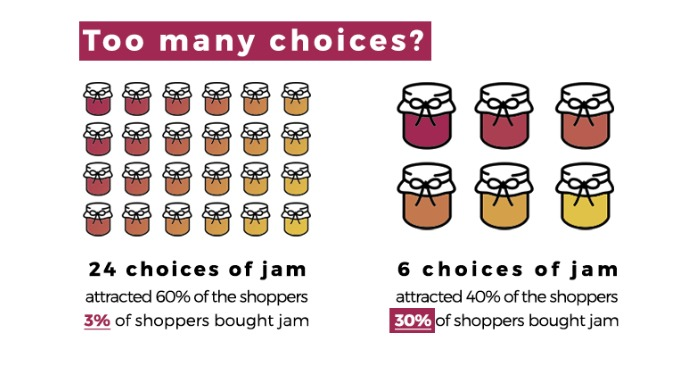 Too many choices?
24 choices of jam
attracted 60% of the shoppers
3% of shoppers bought jam
6 choices of jam
attracted 40% of the shoppers
30% of shoppers bought jam